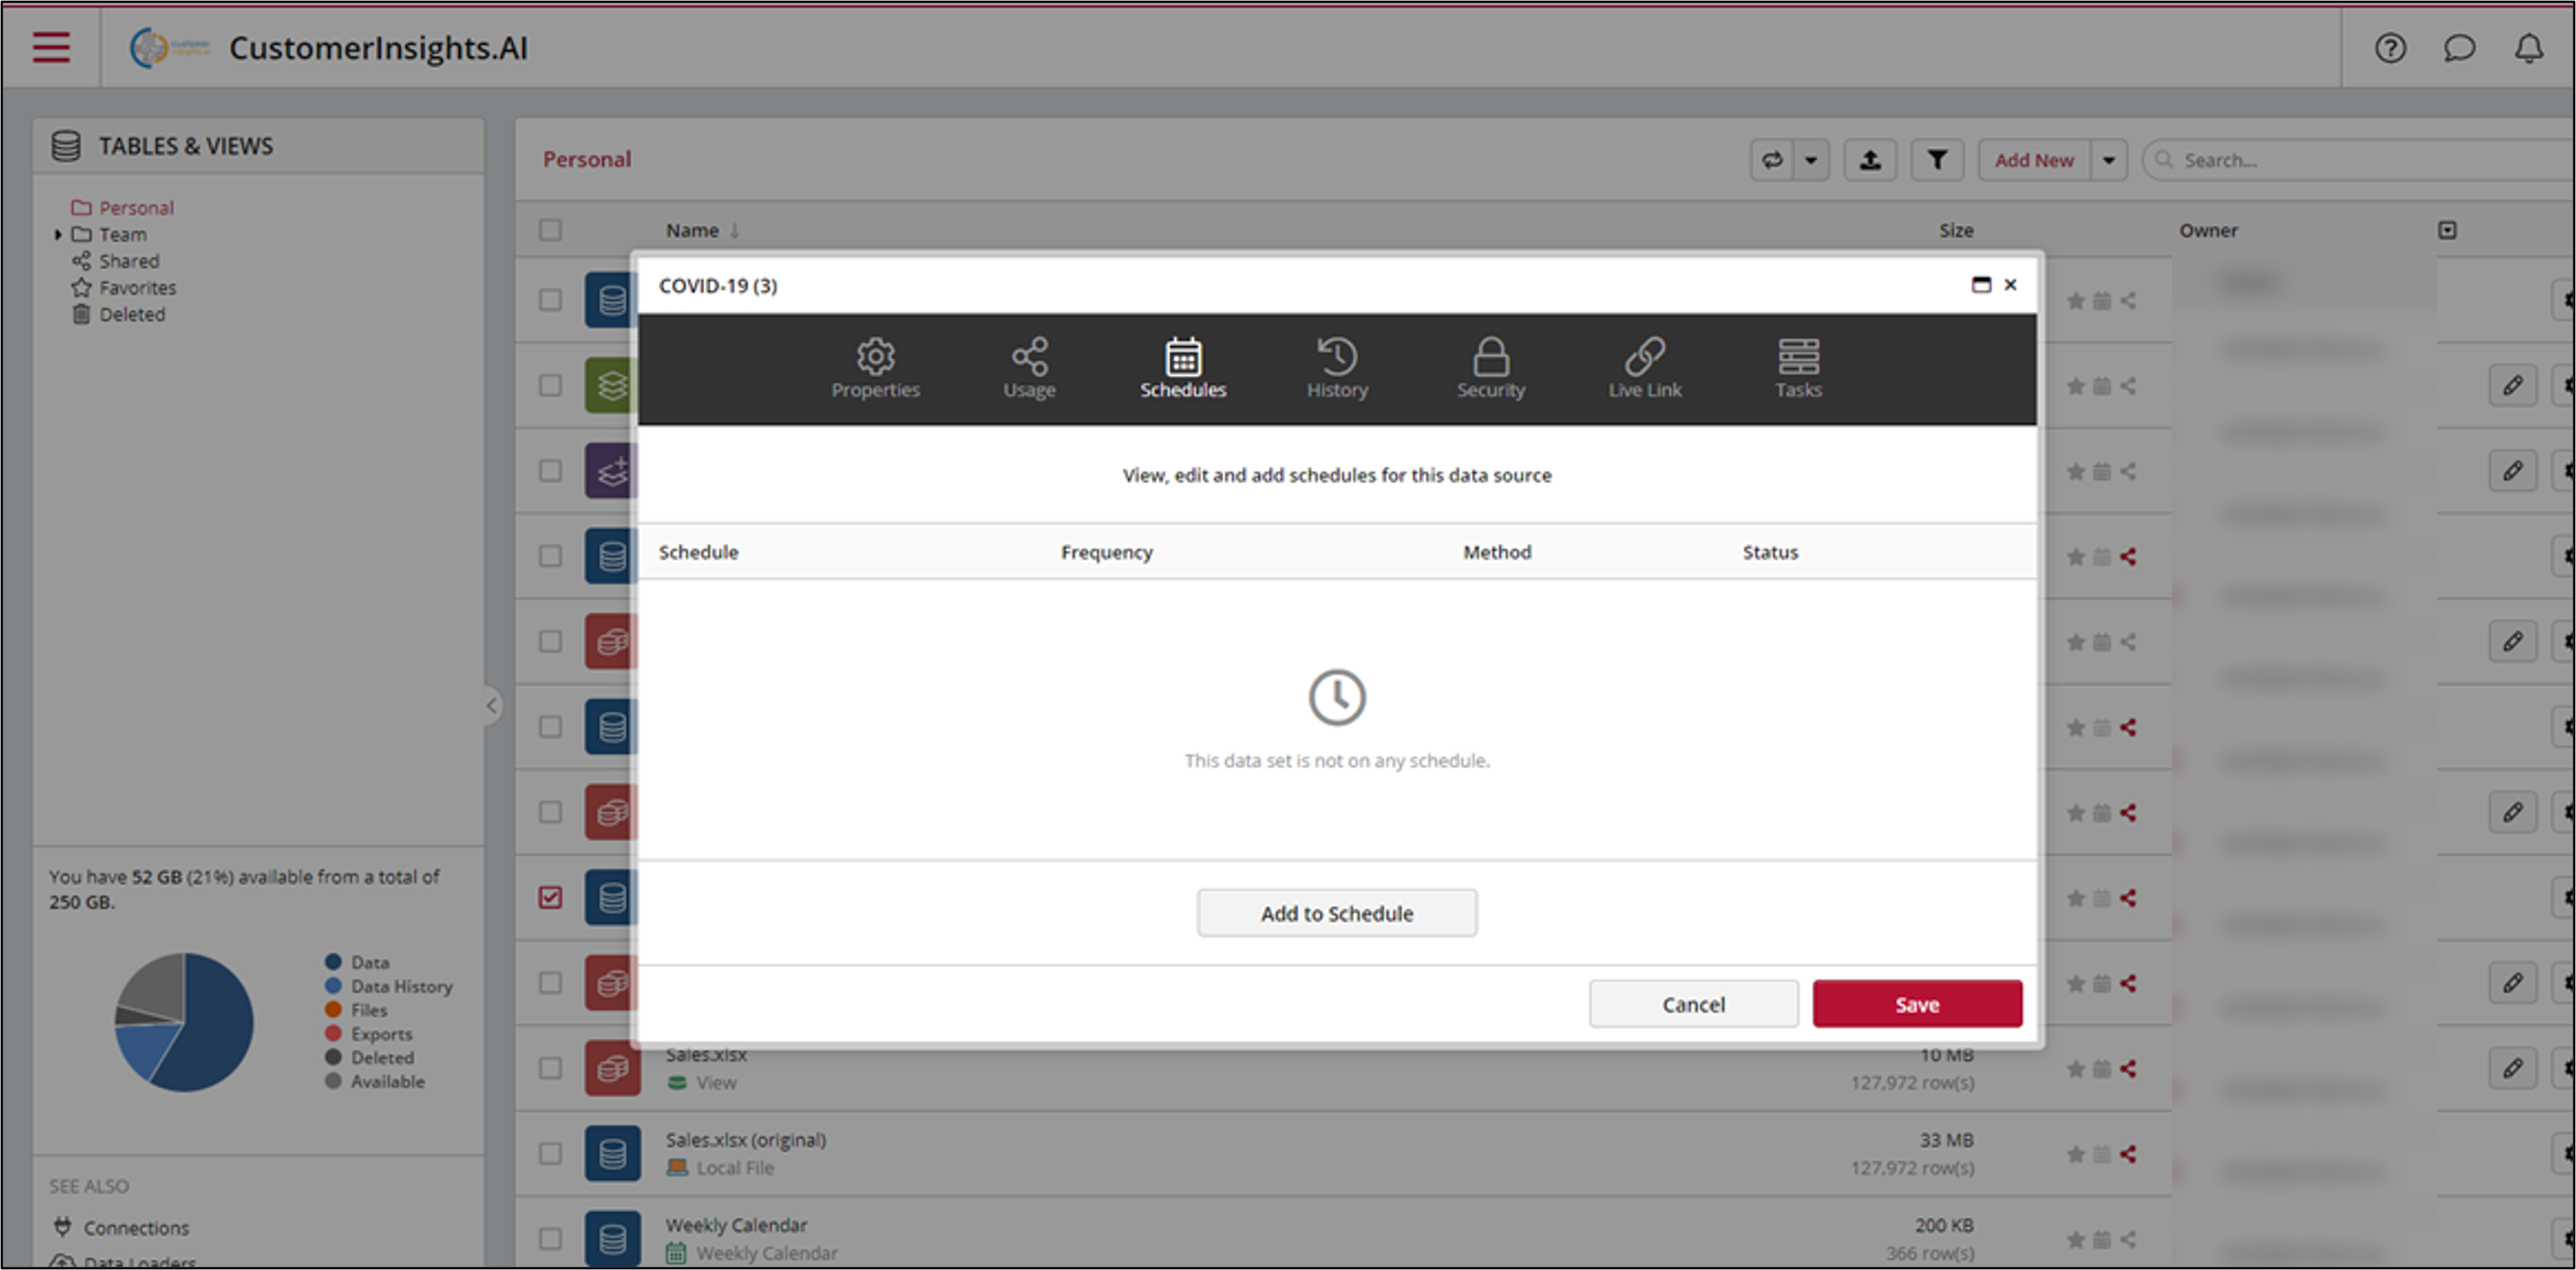 CustomerInsights.AI
TABLES & VIEWS
Personal
Team
Shared
Favorites
Deleted
You have 52 GB (21%) available from a total of
250 GB.
Data
Data History
Files
Exports
Deleted
Available
SEE ALSO
Connections
Data Loaders
Personal
Add New
Search...
Name
Size
Owner
COVID-19 (3)
Properties
Usage
Schedules
History
Security
Live Link
Tasks
View, edit and add schedules for this data source
Schedule
Frequency
Method
Status
This data set is not on any schedule.
Add to Schedule
Cancel
Save
Sales.xlsx
10 MB
View
127,972 row(s)
Sales.xlsx (original)
33 MB
Local File
127,972 row(s)
Weekly Calendar
200 KB
Weekly Calendar
366 row(s)